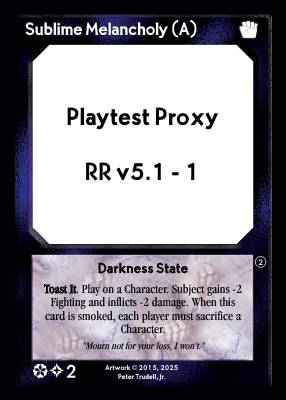 Sublime Melancholy (A)
Playtest Proxy
RR v5.1 - 1
2
Darkness State
Toast It. Play on a Character. Subject gains -2
Fighting and inflicts -2 damage. When this
card is smoked, each player must sacrifice a
Character.
"Mourn not for your loss, I won't."
2
Artwork © 2015, 2025
Peter Trudell, Jr.